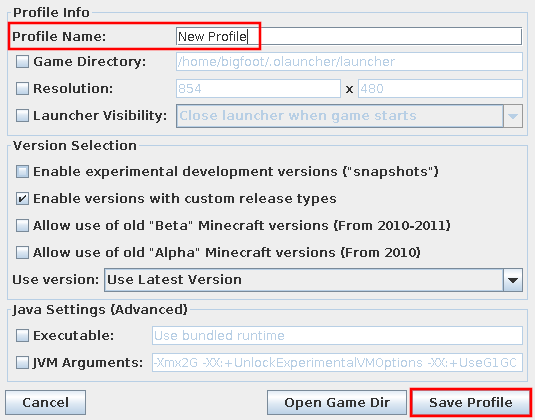 Profile Info
Profile Name: New Profile
Game Directory: /home/bigfoot/.olauncher/launcher
Resolution: 854 x 480
Launcher Visibility: Close launcher when game starts
Version Selection
Enable experimental development versions ("snapshots")
Enable versions with custom release types
Allow use of old "Beta" Minecraft versions (From 2010-2011)
Allow use of old "Alpha" Minecraft versions (From 2010)
Use version: Use Latest Version
Java Settings (Advanced)
Executable: Use bundled runtime
JVM Arguments: -Xmx2G -XX:+UnlockExperimentalVMOptions -XX:+UseG1GC
Cancel Open Game Dir Save Profile